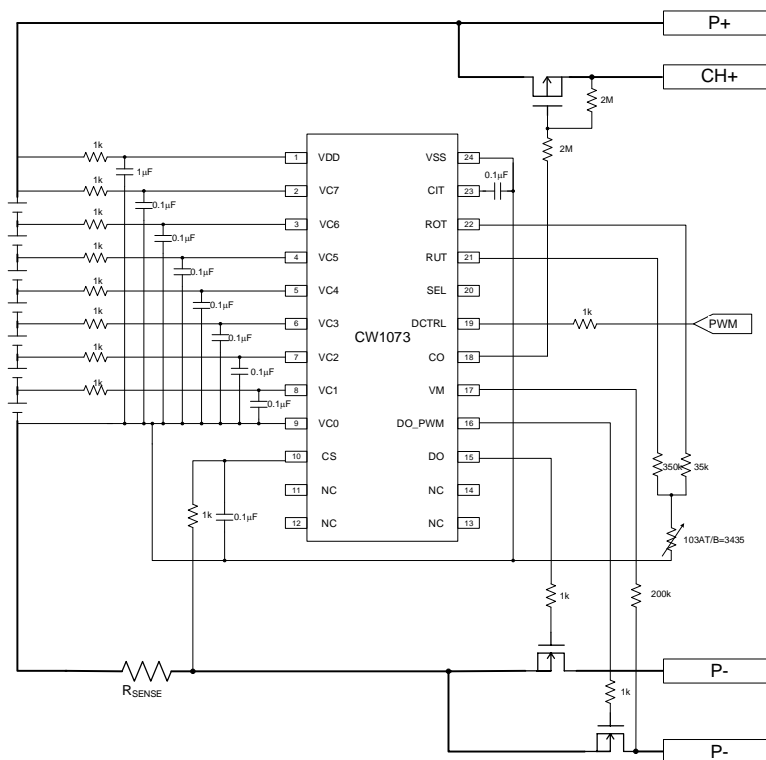 P+
CH+
2M
2M
1k
1 VDD
VSS 24
1μF
0.1μF
1k
2 VC7
CIT 23
0.1μF
1k
3 VC6
ROT 22
0.1μF
1k
4 VC5
RUT 21
0.1μF
1k
5 VC4
SEL 20
0.1μF
1k
6 VC3
DCTRL 19
1k
PWM
CW1073
0.1μF
1k
7 VC2
CO 18
0.1μF
1k
8 VC1
VM 17
0.1μF
9 VC0
DO_PWM 16
10 CS
DO 15
350k
35k
11 NC
NC 14
1k
0.1μF
12 NC
NC 13
103AT/B=3435
1k
200k
P-
RSENSE
1k
P-